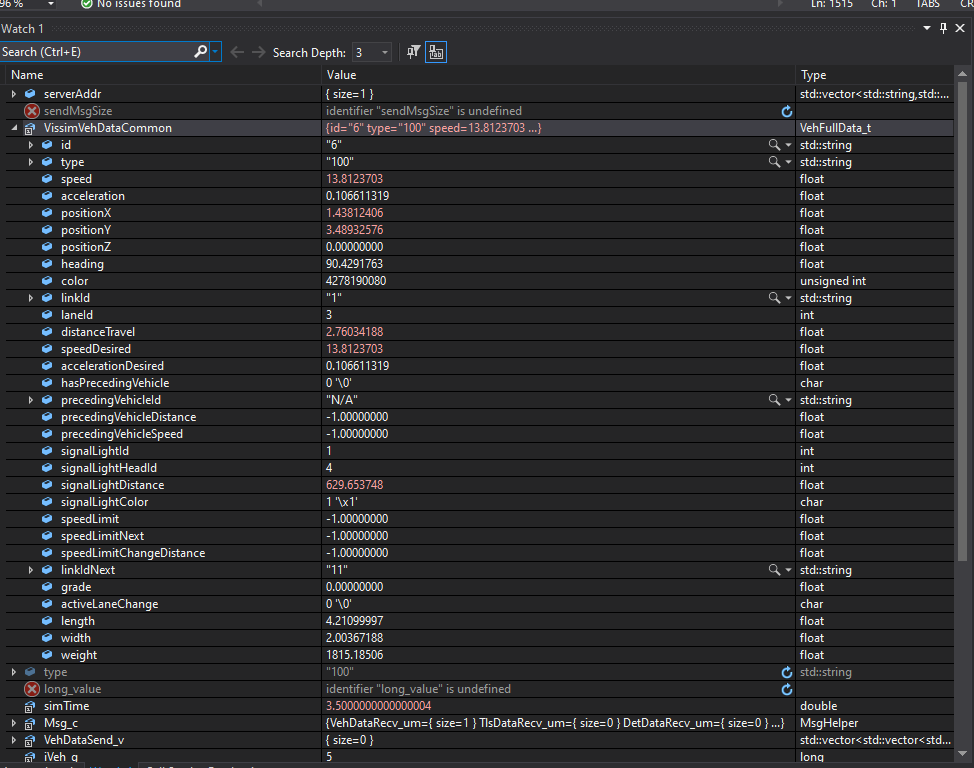 96 % No issues found Ln: 1515 Ch: 1 TABS CR
Watch 1
Search (Ctrl+E) Search Depth: 3
Name Value Type
serverAddr { size=1 } std::vector<std::string,std::...
sendMsgSize identifier "sendMsgSize" is undefined
VissimVehDataCommon {id="6" type="100" speed=13.8123703 ...} VehFullData_t
id "6" std::string
type "100" std::string
speed 13.8123703 float
acceleration 0.106611319 float
positionX 1.43812406 float
positionY 3.48932576 float
positionZ 0.00000000 float
heading 90.4291763 float
color 4278190080 unsigned int
linkId "1" std::string
laneId 3 int
distanceTravel 2.76034188 float
speedDesired 13.8123703 float
accelerationDesired 0.106611319 float
hasPrecedingVehicle 0 '\0' char
precedingVehicleId "N/A" std::string
precedingVehicleDistance -1.00000000 float
precedingVehicleSpeed -1.00000000 float
signalLightId 1 int
signalLightHeadId 4 int
signalLightDistance 629.653748 float
signalLightColor 1 '\x1' char
speedLimit -1.00000000 float
speedLimitNext -1.00000000 float
speedLimitChangeDistance -1.00000000 float
linkIdNext "11" std::string
grade 0.00000000 float
activeLaneChange 0 '\0' char
length 4.21099997 float
width 2.00367188 float
weight 1815.18506 float
type "100" std::string
long_value identifier "long_value" is undefined
simTime 3.5000000000000004 double
Msg_c {VehDataRecv_um={ size=1 } TlsDataRecv_um={ size=0 } DetDataRecv_um={ size=0 } ...} MsgHelper
VehDataSend_v { size=0 } std::vector<std::vector<std...
iVeh_g 5 long